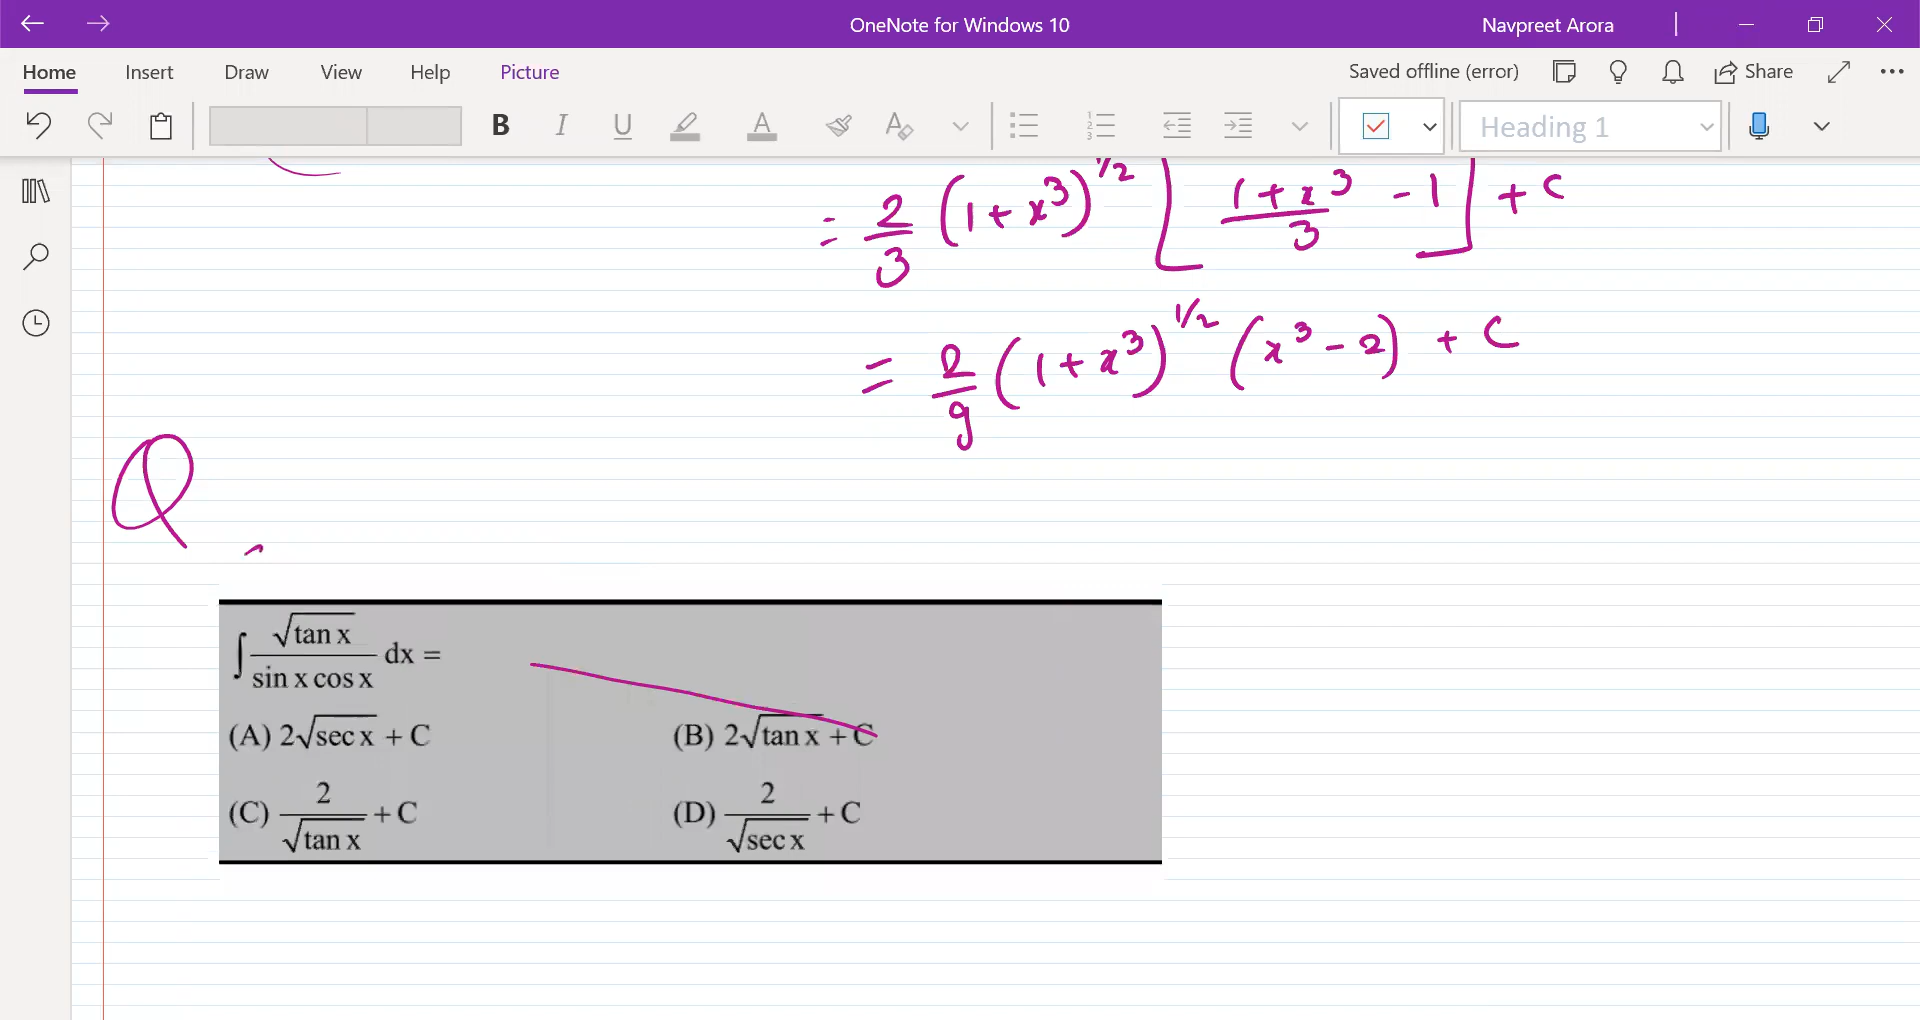 OneNote for Windows 10 Navpreet Arora
Home Insert Draw View Help Picture Saved offline (error) Share
B I U A A Heading 1
= 2/3 (1 + x³)^1/2 [ (1 + x³)/3 - 1 ] + C
= 2/9 (1 + x³)^1/2 (x³ - 2) + C
Q
∫ √(tan x)/(sin x cos x) dx =
(A) 2√(sec x) + C (B) 2√(tan x) + C
(C) 2/√(tan x) + C (D) 2/√(sec x) + C